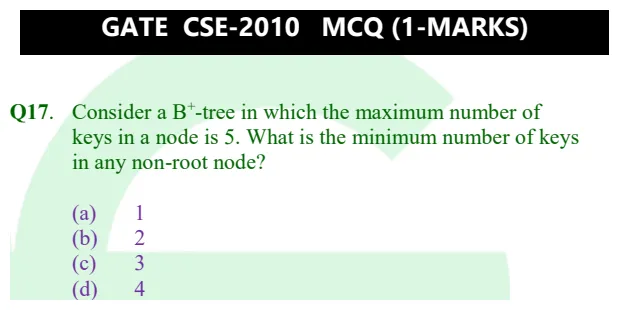 GATE CSE-2010 MCQ (1-MARKS)
Q17. Consider a B⁺-tree in which the maximum number of
keys in a node is 5. What is the minimum number of keys
in any non-root node?
(a) 1
(b) 2
(c) 3
(d) 4